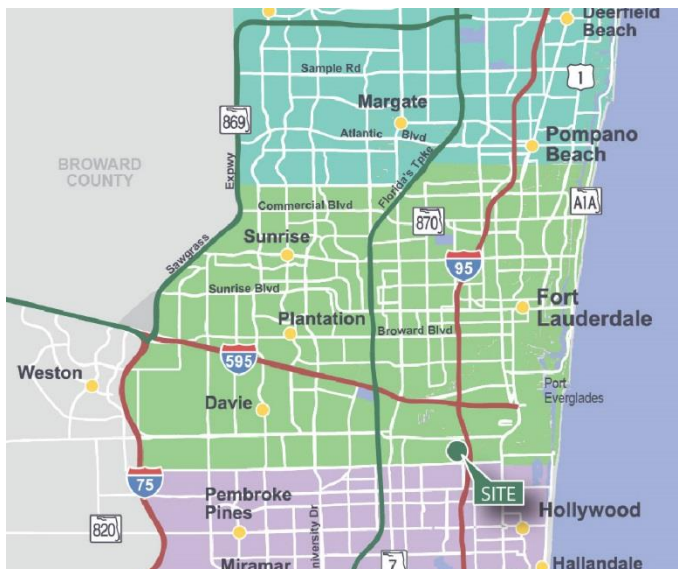 Deerfield
Beach
Sample Rd
1
Margate
869
Atlantic Blvd
Pompano
Beach
BROWARD
COUNTY
Expwy
Florida's Tpke
Commercial Blvd
870
A1A
Sunrise
Sawgrass
95
Sunrise Blvd
Fort
Lauderdale
Plantation
Broward Blvd
595
Weston
Port
Everglades
Davie
75
SITE
Pembroke
Pines
820
niversity Dr
Hollywood
Miramar
7
Hallandale